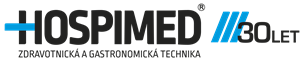 HOSPIMED® 30LET
ZDRAVOTNICKÁ A GASTRONOMICKÁ TECHNIKA